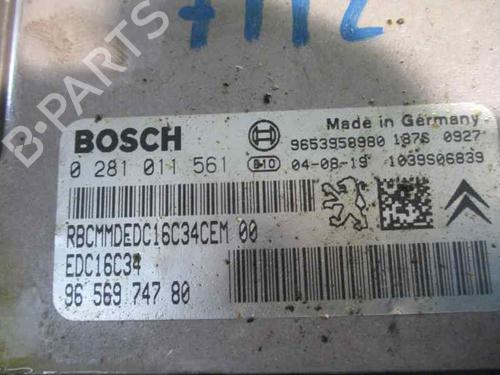 7112
Made in Germany
BOSCH
9653958980 1876 0927
0 281 011 561
04-08-19 1039S06839
RBCMMDEDC16C34CEM 00
EDC16C34
96 569 747 80
B-PARTS